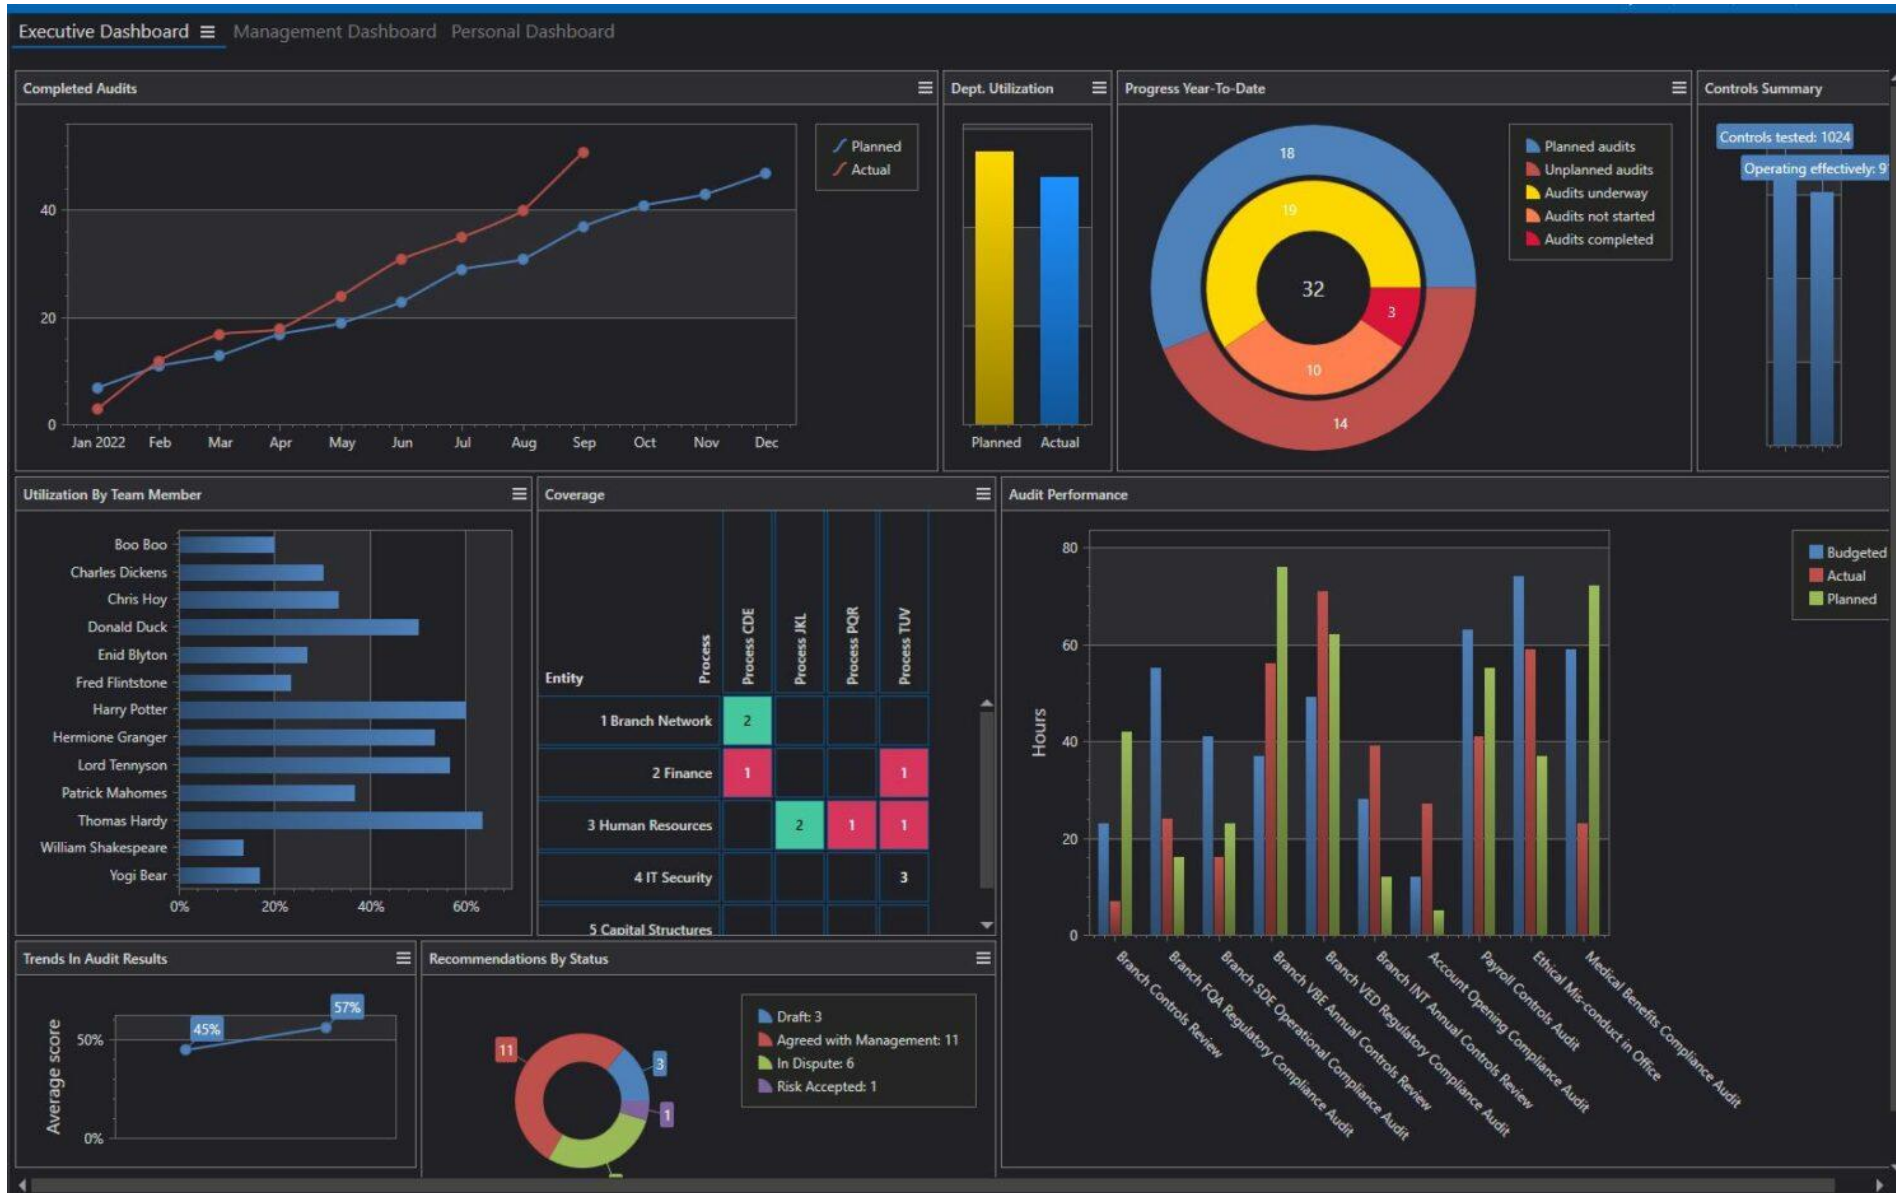 Executive Dashboard Management Dashboard Personal Dashboard
Completed Audits
Planned
Actual
40
20
0
Jan 2022 Feb Mar Apr May Jun Jul Aug Sep Oct Nov Dec
Dept. Utilization
Planned Actual
Progress Year-To-Date
18
19
32
3
10
14
Planned audits
Unplanned audits
Audits underway
Audits not started
Audits completed
Controls Summary
Controls tested: 1024
Operating effectively: 9
Utilization By Team Member
Boo Boo
Charles Dickens
Chris Hoy
Donald Duck
Enid Blyton
Fred Flintstone
Harry Potter
Hermione Granger
Lord Tennyson
Patrick Mahomes
Thomas Hardy
William Shakespeare
Yogi Bear
0% 20% 40% 60%
Coverage
Entity Process Process CDE Process JKL Process PQR Process TUV
1 Branch Network 2
2 Finance 1 1
3 Human Resources 2 1 1
4 IT Security 3
5 Capital Structures
Audit Performance
Budgeted
Actual
Planned
Hours
80
60
40
20
0
Branch Controls Review
Branch FQA Regulatory Compliance Audit
Branch SDE Operational Compliance Audit
Branch VBE Annual Controls Review
Branch VED Regulatory Compliance Audit
Branch INT Annual Controls Review
Account Opening Compliance Audit
Payroll Controls Audit
Ethical Mis-conduct in Office
Medical Benefits Compliance Audit
Trends In Audit Results
Average score
50%
0%
45%
57%
Recommendations By Status
11
3
1
Draft: 3
Agreed with Management: 11
In Dispute: 6
Risk Accepted: 1